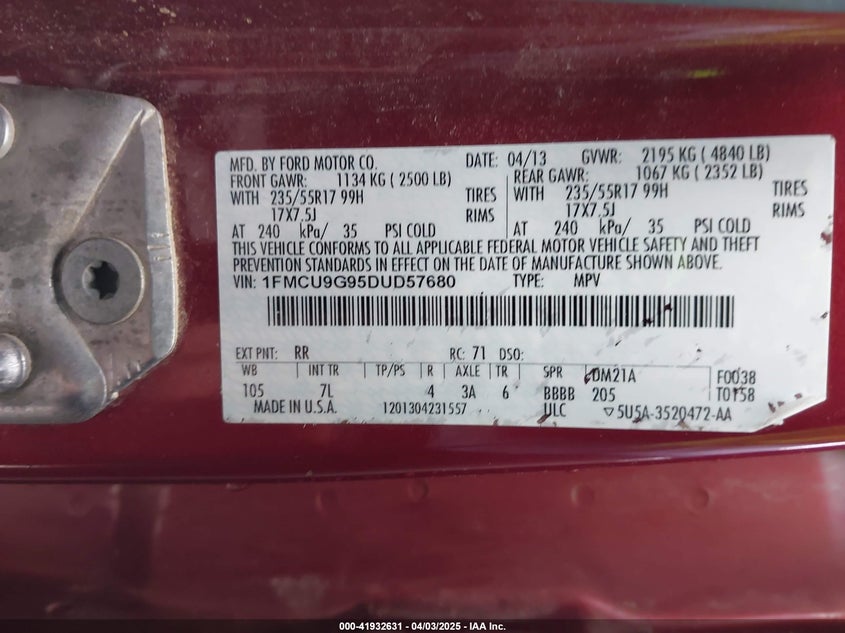 MFD. BY FORD MOTOR CO. DATE: 04/13 GVWR: 2195 KG ( 4840 LB)
FRONT GAWR: 1134 KG ( 2500 LB) REAR GAWR: 1067 KG ( 2352 LB)
WITH 235/55R17 99H TIRES WITH 235/55R17 99H TIRES
17X7.5J RIMS 17X7.5J RIMS
AT 240 kPa/ 35 PSI COLD AT 240 kPa/ 35 PSI COLD
THIS VEHICLE CONFORMS TO ALL APPLICABLE FEDERAL MOTOR VEHICLE SAFETY AND THEFT
PREVENTION STANDARDS IN EFFECT ON THE DATE OF MANUFACTURE SHOWN ABOVE.
VIN: 1FMCU9G95DUD57680 TYPE: MPV
EXT PNT: RR RC: 71 DSO:
WB INT TR TP/PS R AXLE TR SPR DM21A F0038
105 7L 4 3A 6 BBBB 205 T0158
MADE IN U.S.A. 1201304231557 ULC 5U5A-3520472-AA
000-41932631 - 04/03/2025 - IAA Inc.